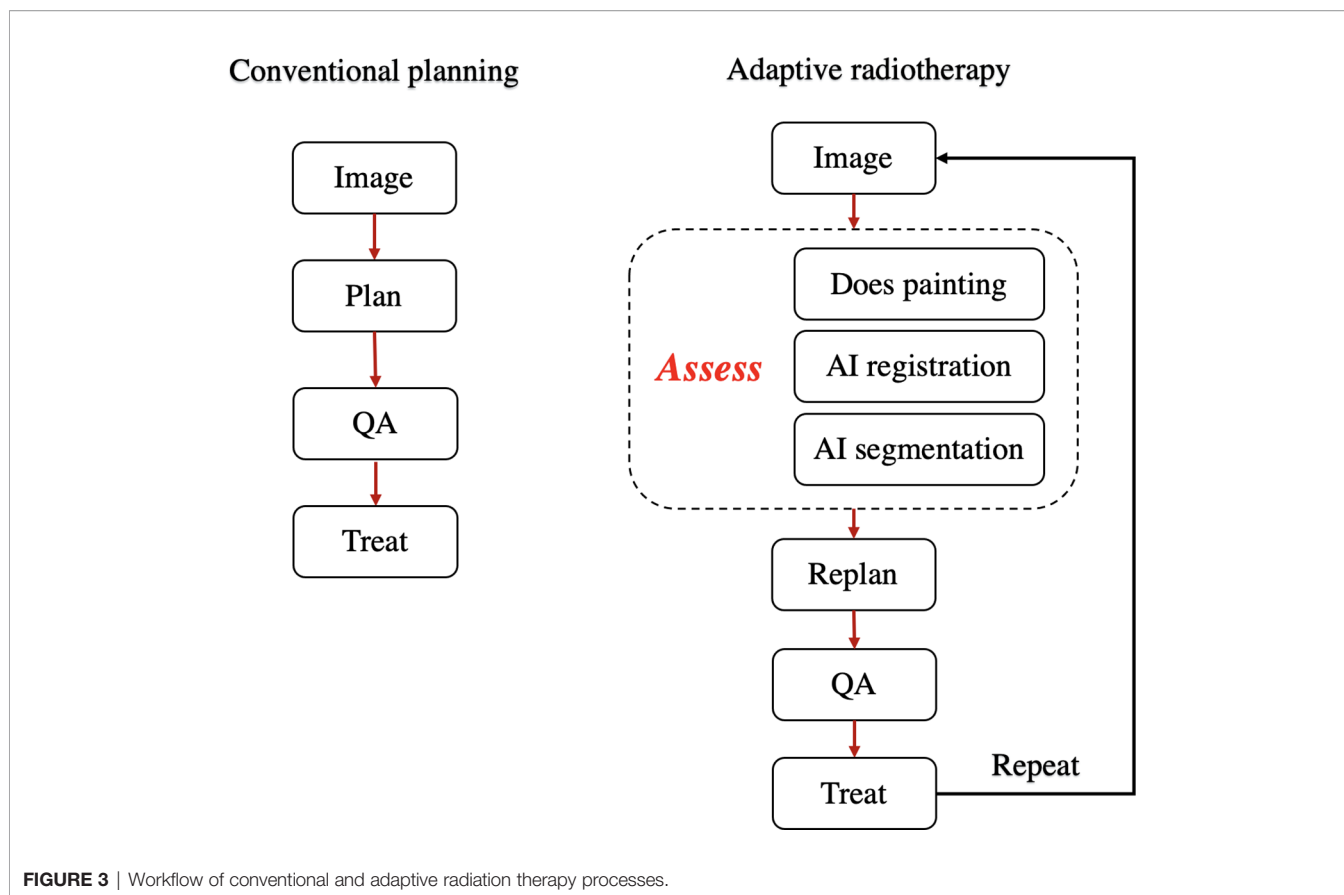 Conventional planning
Image
Plan
QA
Treat
Adaptive radiotherapy
Image
Assess
Does painting
AI registration
AI segmentation
Replan
QA
Treat
Repeat
FIGURE 3 | Workflow of conventional and adaptive radiation therapy processes.